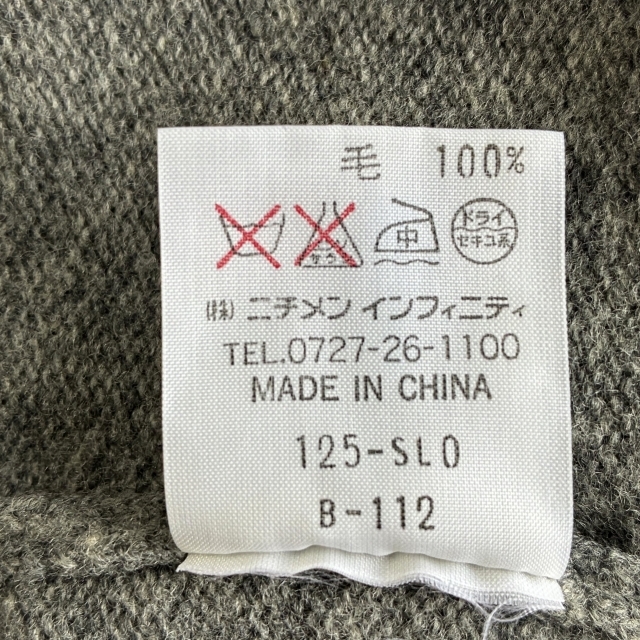 毛 100%
中 ドライ
セキユ系
(株) ニチメン インフィニティ
TEL.0727-26-1100
MADE IN CHINA
125-SLO
B-112